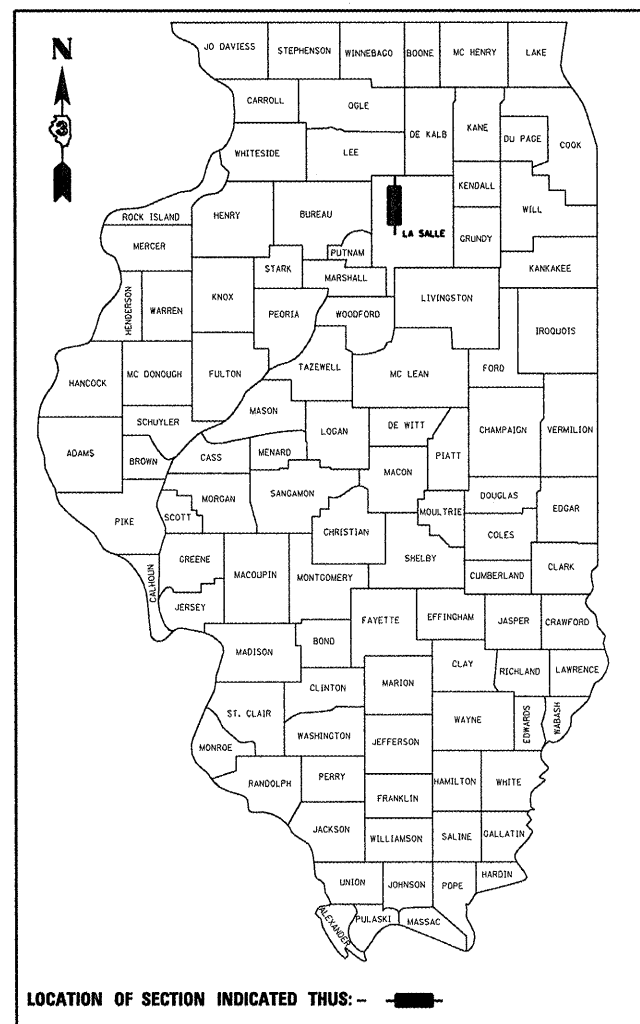 JO DAVIESS STEPHENSON WINNEBAGO BOONE MC HENRY LAKE
N
CARROLL OGLE DE KALB KANE DU PAGE COOK
3
WHITESIDE LEE
KENDALL WILL
ROCK ISLAND HENRY BUREAU LA SALLE GRUNDY
MERCER PUTNAM
STARK MARSHALL KANKAKEE
HENDERSON WARREN KNOX PEORIA WOODFORD LIVINGSTON IROQUOIS
HANCOCK MC DONOUGH FULTON TAZEWELL MC LEAN FORD
SCHUYLER MASON LOGAN DE WITT CHAMPAIGN VERMILION
ADAMS BROWN CASS MENARD MACON PIATT
PIKE SCOTT MORGAN SANGAMON CHRISTIAN MOULTRIE DOUGLAS EDGAR
COLES
CALHOUN GREENE MACOUPIN MONTGOMERY SHELBY CUMBERLAND CLARK
JERSEY FAYETTE EFFINGHAM JASPER CRAWFORD
MADISON BOND
CLAY RICHLAND LAWRENCE
CLINTON MARION
ST. CLAIR WAYNE EDWARDS WABASH
MONROE WASHINGTON JEFFERSON
RANDOLPH PERRY HAMILTON WHITE
FRANKLIN
JACKSON WILLIAMSON SALINE GALLATIN
UNION JOHNSON POPE HARDIN
ALEXANDER PULASKI MASSAC
LOCATION OF SECTION INDICATED THUS: –